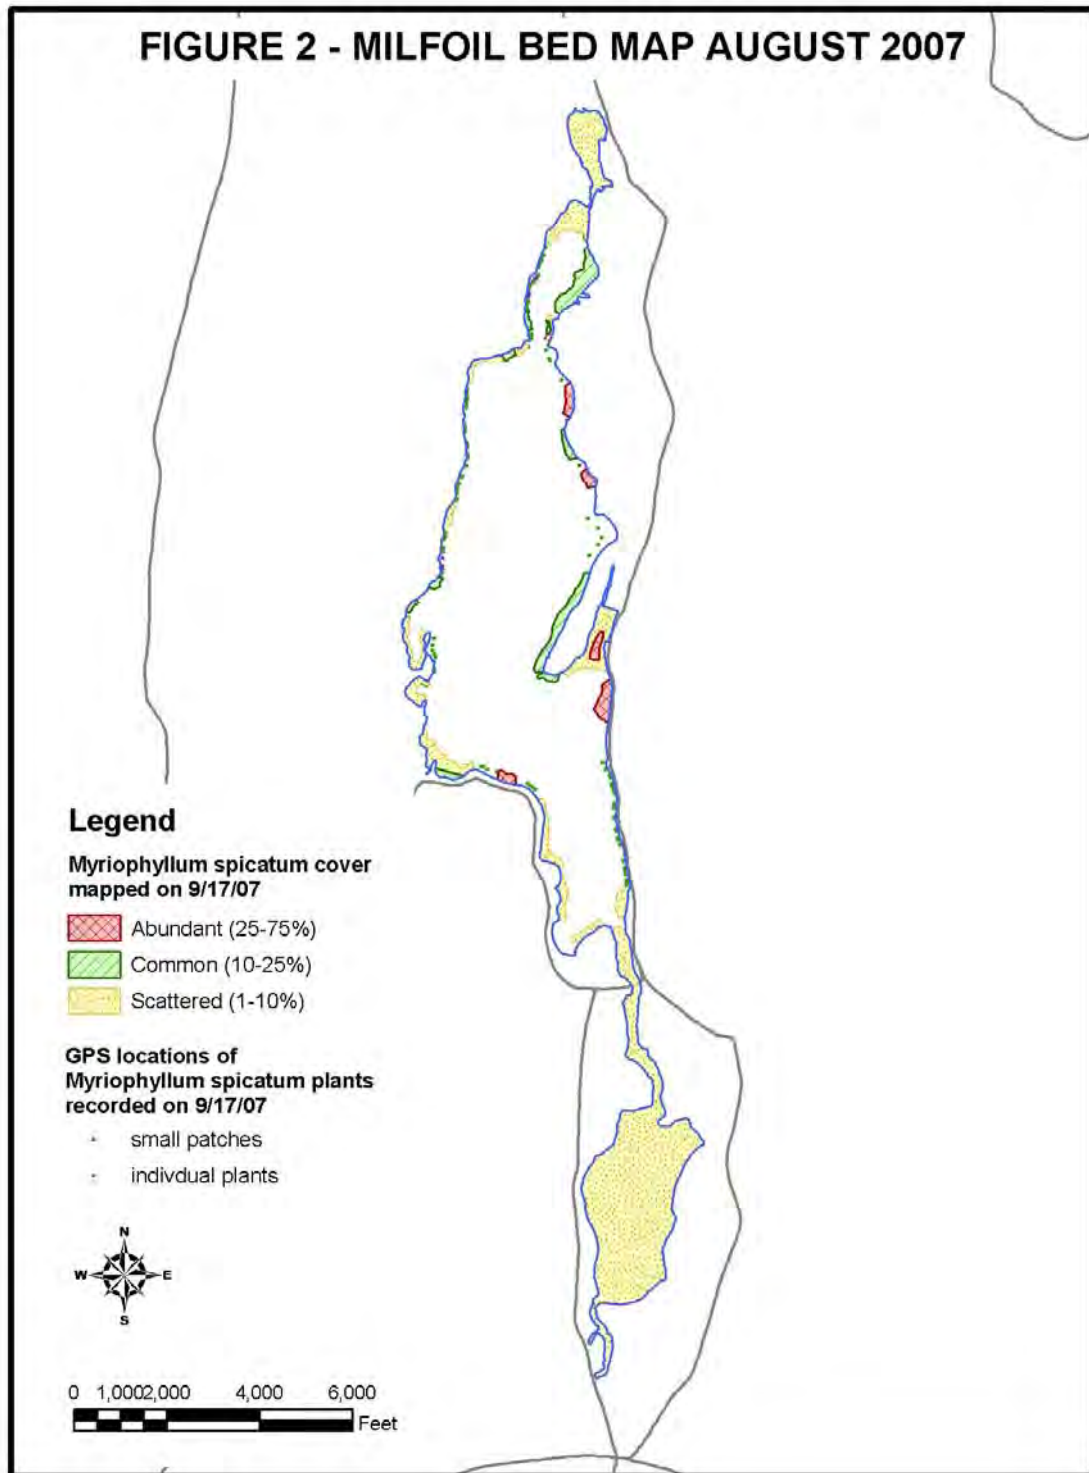 FIGURE 2 - MILFOIL BED MAP AUGUST 2007
Legend
Myriophyllum spicatum cover
mapped on 9/17/07
Abundant (25-75%)
Common (10-25%)
Scattered (1-10%)
GPS locations of
Myriophyllum spicatum plants
recorded on 9/17/07
small patches
indivdual plants
N
W E
S
0 1,000 2,000 4,000 6,000
Feet